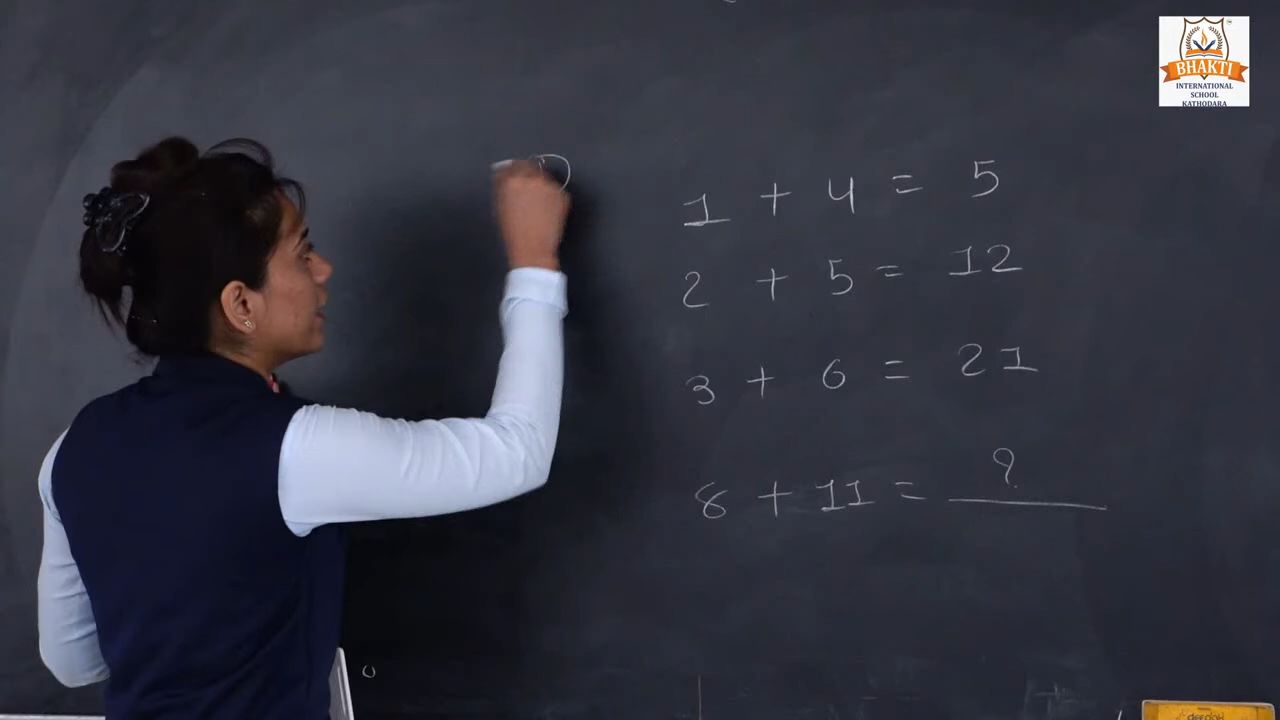 BHAKTI
INTERNATIONAL
SCHOOL
KATHODARA
1 + 4 = 5
2 + 5 = 12
3 + 6 = 21
8 + 11 = ?